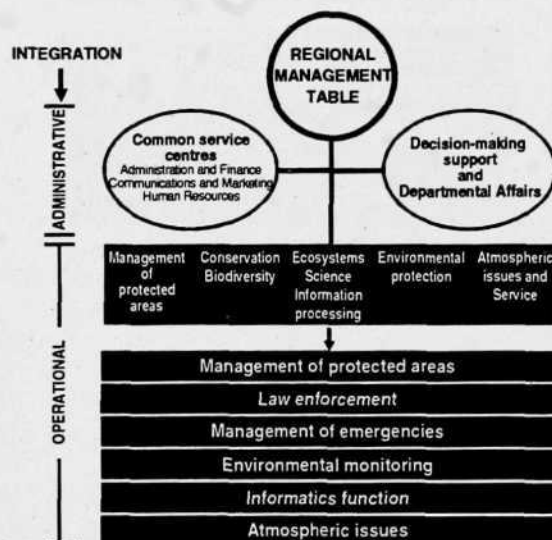 INTEGRATION
REGIONAL
MANAGEMENT
TABLE
ADMINISTRATIVE
Common service
centres
Administration and Finance
Communications and Marketing
Human Resources
Decision-making
support
and
Departmental Affairs
OPERATIONAL
Management
of
protected
areas
Conservation
Biodiversity
Ecosystems
Science
Information
processing
Environmental
protection
Atmospheric
issues and
Service
Management of protected areas
Law enforcement
Management of emergencies
Environmental monitoring
Informatics function
Atmospheric issues